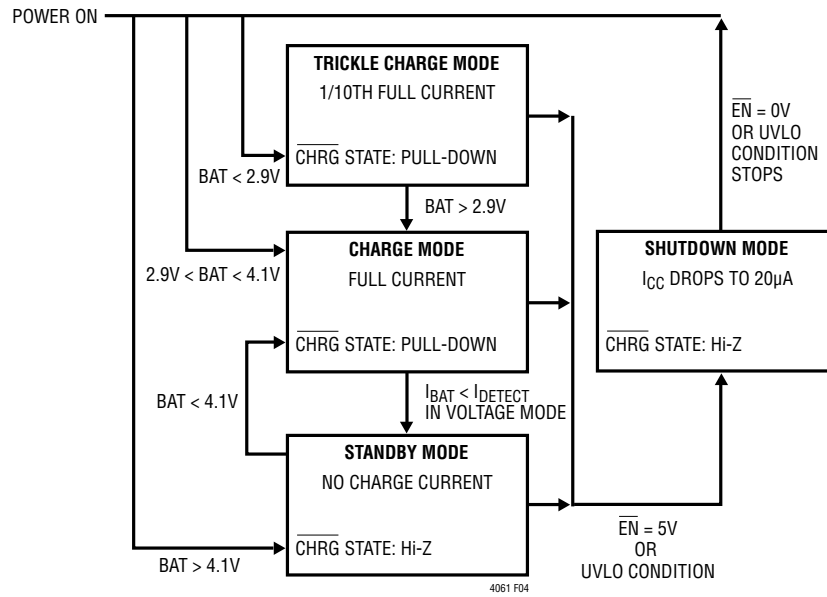 POWER ON
TRICKLE CHARGE MODE
1/10TH FULL CURRENT
CHRG STATE: PULL-DOWN
BAT < 2.9V
BAT > 2.9V
CHARGE MODE
FULL CURRENT
2.9V < BAT < 4.1V
CHRG STATE: PULL-DOWN
BAT < 4.1V
IBAT < IDETECT
IN VOLTAGE MODE
STANDBY MODE
NO CHARGE CURRENT
CHRG STATE: Hi-Z
BAT > 4.1V
EN = 0V
OR UVLO
CONDITION
STOPS
SHUTDOWN MODE
ICC DROPS TO 20µA
CHRG STATE: Hi-Z
EN = 5V
OR
UVLO CONDITION
4061 F04